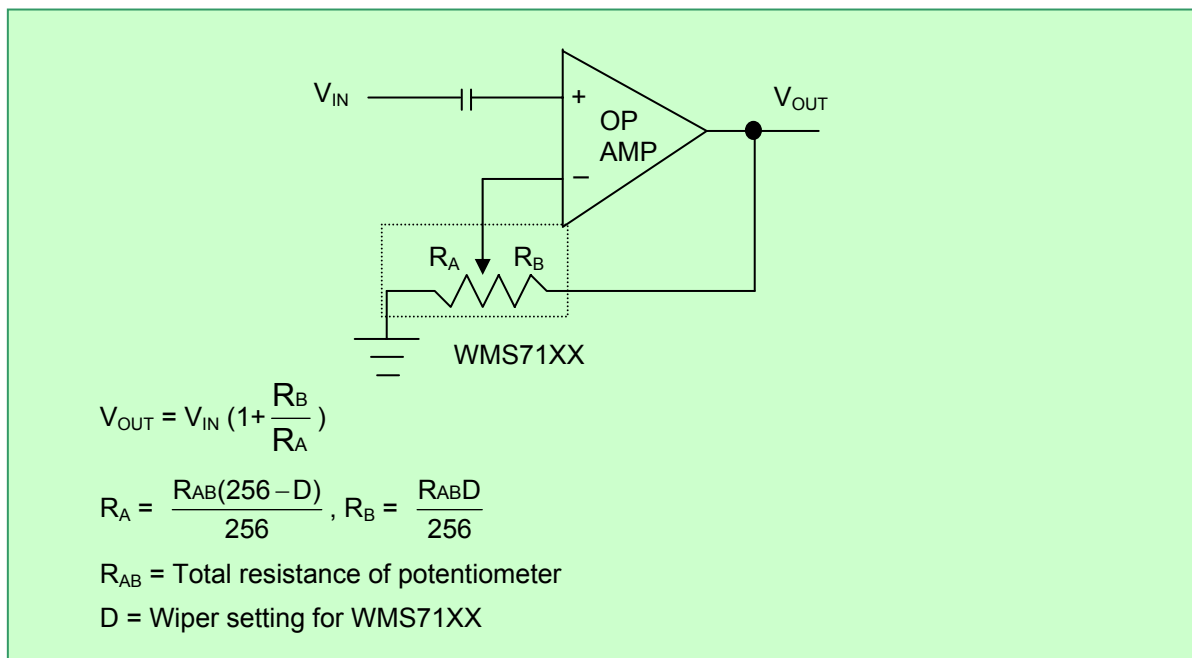 V_IN
+
OP
AMP
V_OUT
−
R_A R_B
WMS71XX
V_OUT = V_IN (1+ R_B/R_A )
R_A = R_AB(256 − D)/256 , R_B = R_ABD/256
R_AB = Total resistance of potentiometer
D = Wiper setting for WMS71XX